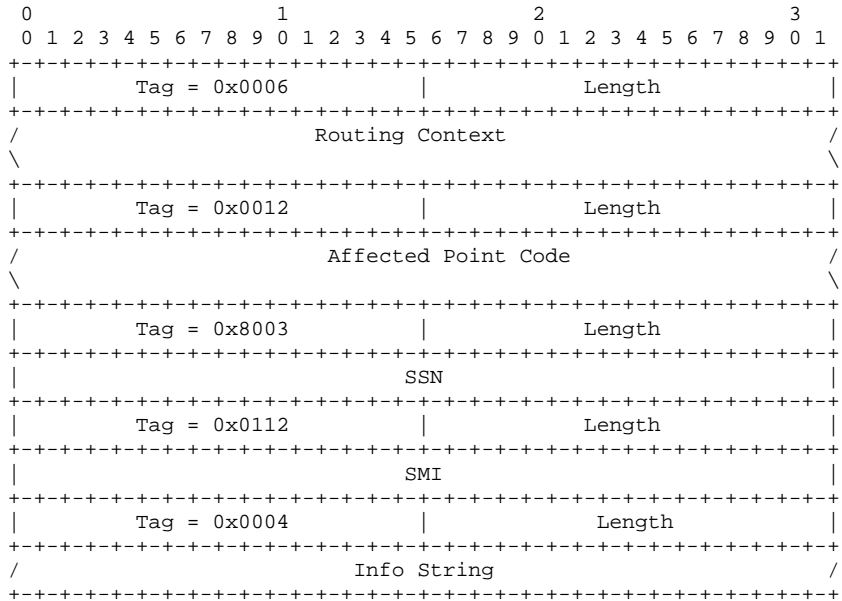 0                   1                   2                   3
 0 1 2 3 4 5 6 7 8 9 0 1 2 3 4 5 6 7 8 9 0 1 2 3 4 5 6 7 8 9 0 1
+-+-+-+-+-+-+-+-+-+-+-+-+-+-+-+-+-+-+-+-+-+-+-+-+-+-+-+-+-+-+-+-+
|         Tag = 0x0006          |            Length             |
+-+-+-+-+-+-+-+-+-+-+-+-+-+-+-+-+-+-+-+-+-+-+-+-+-+-+-+-+-+-+-+-+
/                       Routing Context                         /
\                                                               \
+-+-+-+-+-+-+-+-+-+-+-+-+-+-+-+-+-+-+-+-+-+-+-+-+-+-+-+-+-+-+-+-+
|         Tag = 0x0012          |            Length             |
+-+-+-+-+-+-+-+-+-+-+-+-+-+-+-+-+-+-+-+-+-+-+-+-+-+-+-+-+-+-+-+-+
/                        Affected Point Code                    /
\                                                               \
+-+-+-+-+-+-+-+-+-+-+-+-+-+-+-+-+-+-+-+-+-+-+-+-+-+-+-+-+-+-+-+-+
|         Tag = 0x8003          |            Length             |
+-+-+-+-+-+-+-+-+-+-+-+-+-+-+-+-+-+-+-+-+-+-+-+-+-+-+-+-+-+-+-+-+
|                              SSN                              |
+-+-+-+-+-+-+-+-+-+-+-+-+-+-+-+-+-+-+-+-+-+-+-+-+-+-+-+-+-+-+-+-+
|         Tag = 0x0112          |            Length             |
+-+-+-+-+-+-+-+-+-+-+-+-+-+-+-+-+-+-+-+-+-+-+-+-+-+-+-+-+-+-+-+-+
|                              SMI                              |
+-+-+-+-+-+-+-+-+-+-+-+-+-+-+-+-+-+-+-+-+-+-+-+-+-+-+-+-+-+-+-+-+
|         Tag = 0x0004          |             Length            |
+-+-+-+-+-+-+-+-+-+-+-+-+-+-+-+-+-+-+-+-+-+-+-+-+-+-+-+-+-+-+-+-+
/                          Info String                          /
+-+-+-+-+-+-+-+-+-+-+-+-+-+-+-+-+-+-+-+-+-+-+-+-+-+-+-+-+-+-+-+-+